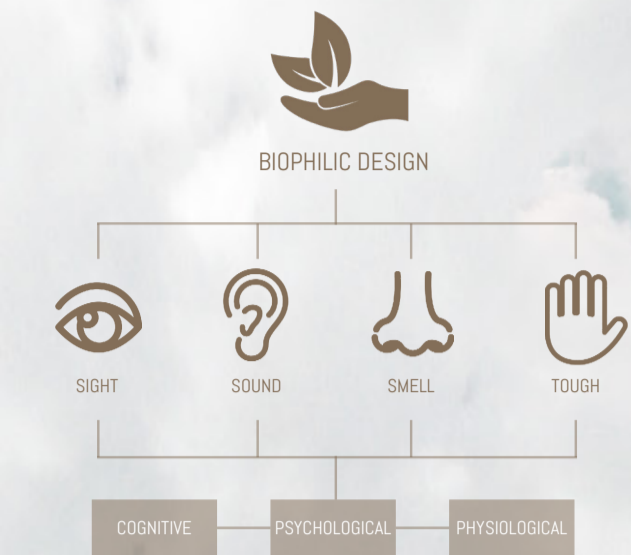 BIOPHILIC DESIGN
SIGHT SOUND SMELL TOUGH
COGNITIVE PSYCHOLOGICAL PHYSIOLOGICAL